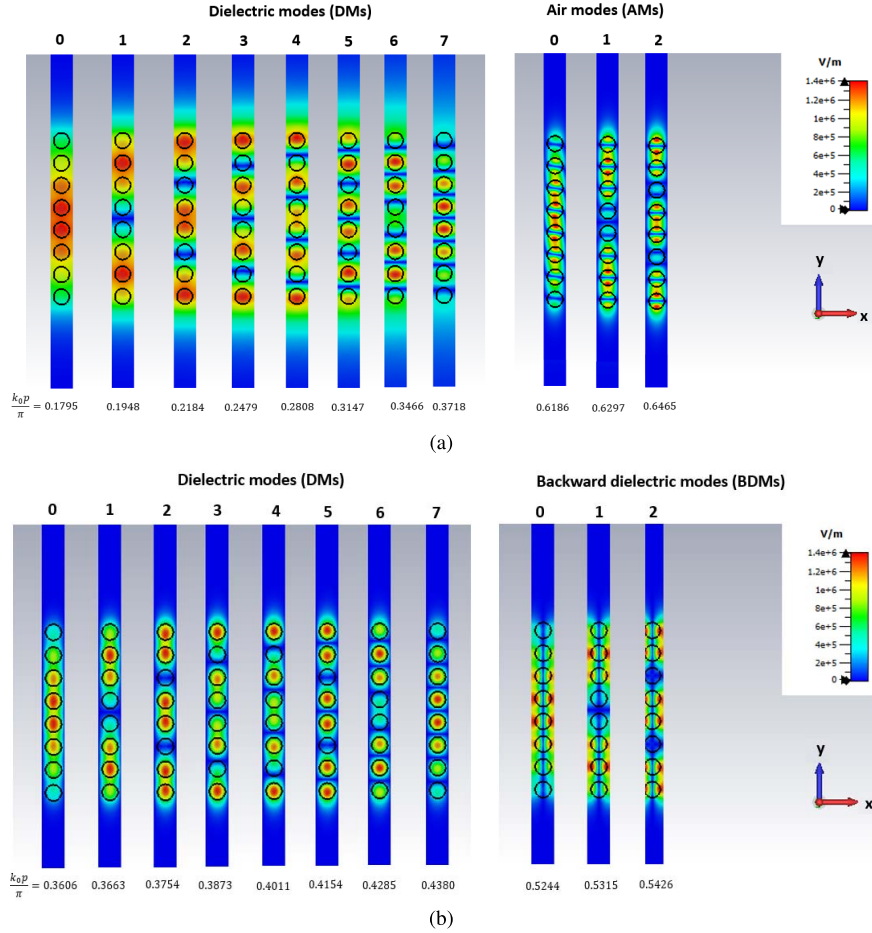 Dielectric modes (DMs) Air modes (AMs)
0 1 2 3 4 5 6 7 0 1 2
V/m
1.4e+6
1.2e+6
1e+6
8e+5
6e+5
4e+5
2e+5
0
y
x
k₀p/π = 0.1795 0.1948 0.2184 0.2479 0.2808 0.3147 0.3466 0.3718 0.6186 0.6297 0.6465
(a)
Dielectric modes (DMs) Backward dielectric modes (BDMs)
0 1 2 3 4 5 6 7 0 1 2
V/m
1.4e+6
1.2e+6
1e+6
8e+5
6e+5
4e+5
2e+5
0
y
x
k₀p/π = 0.3606 0.3663 0.3754 0.3873 0.4011 0.4154 0.4285 0.4380 0.5244 0.5315 0.5426
(b)